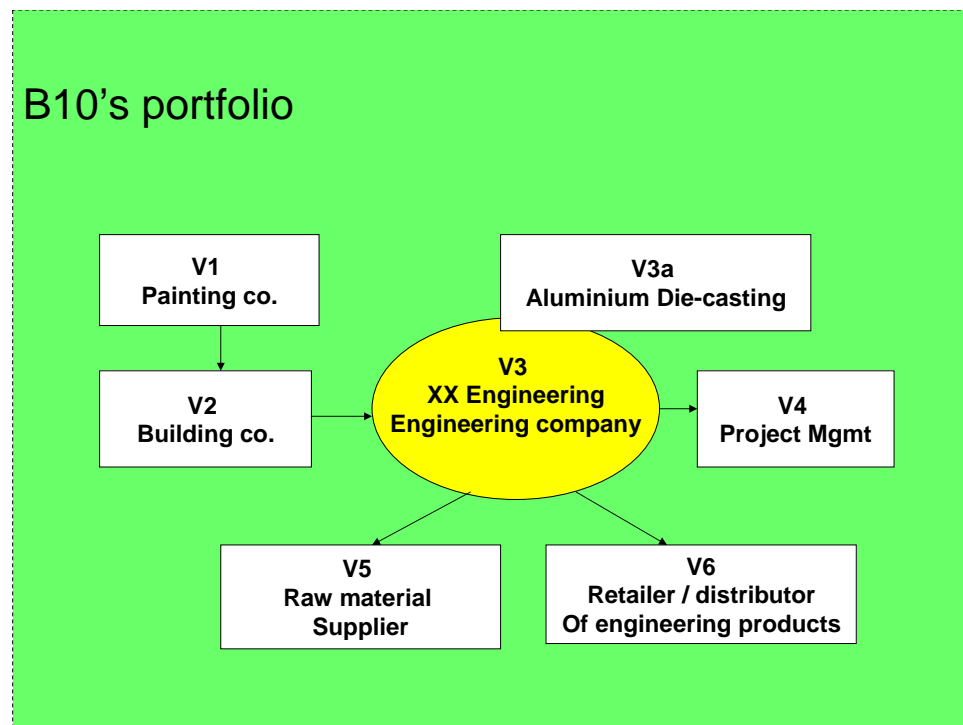 B10’s portfolio
V1
Painting co.
V3a
Aluminium Die-casting
V2
Building co.
V3
XX Engineering
Engineering company
V4
Project Mgmt
V5
Raw material
Supplier
V6
Retailer / distributor
Of engineering products